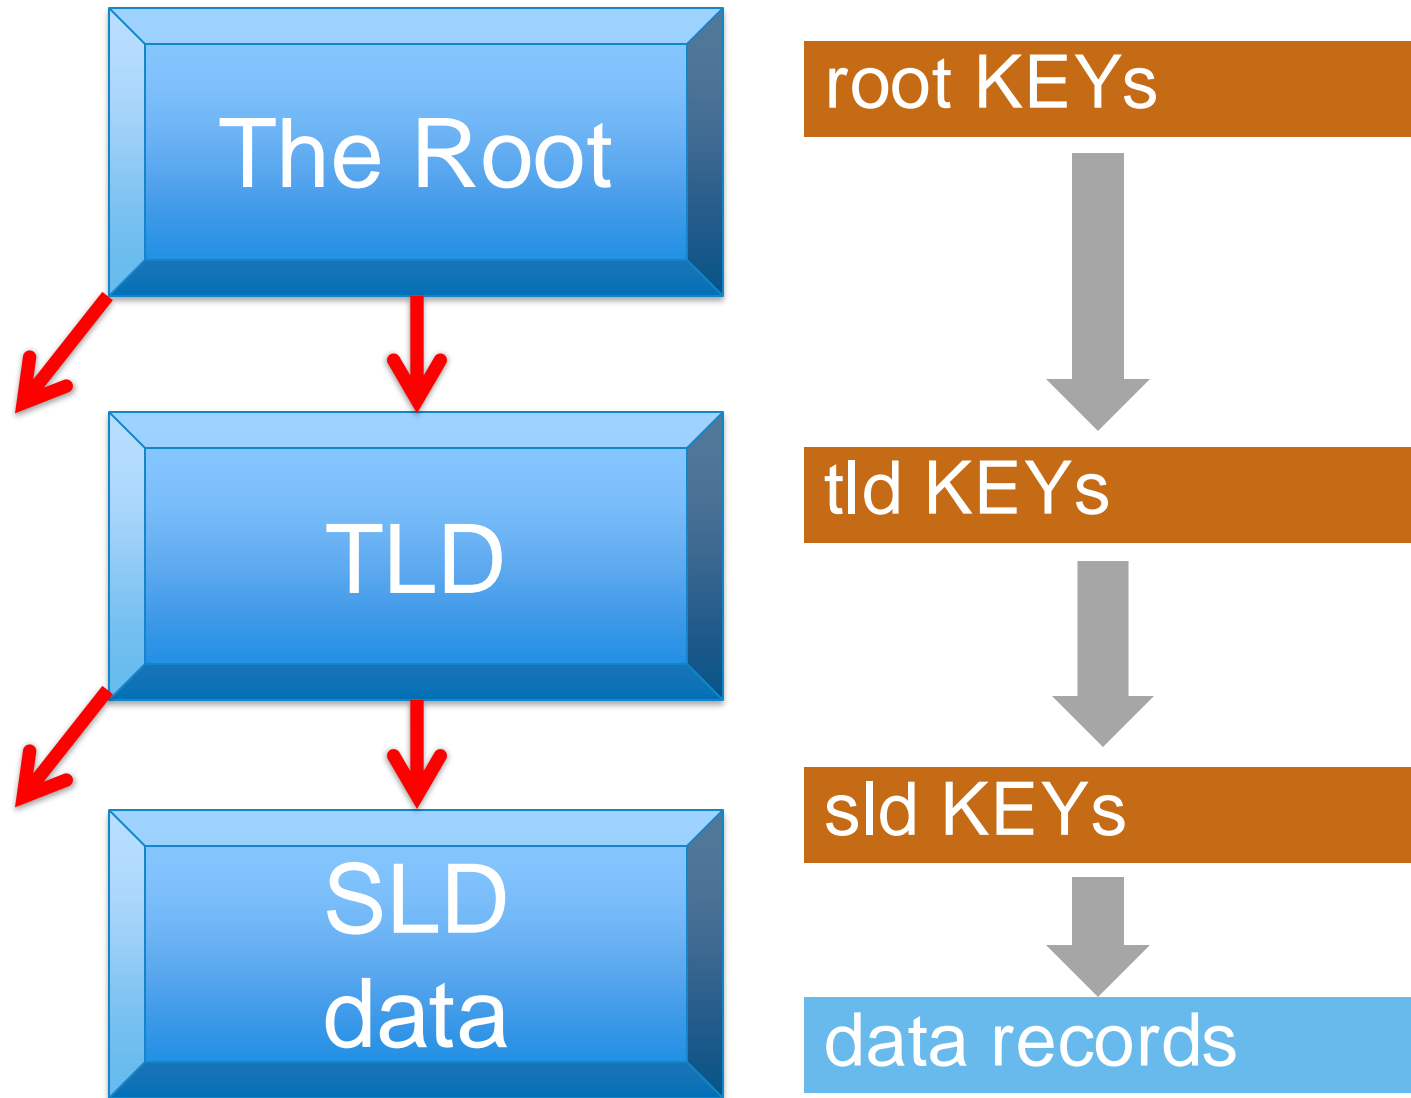 The Root
root KEYs
TLD
tld KEYs
SLD
data
sld KEYs
data records